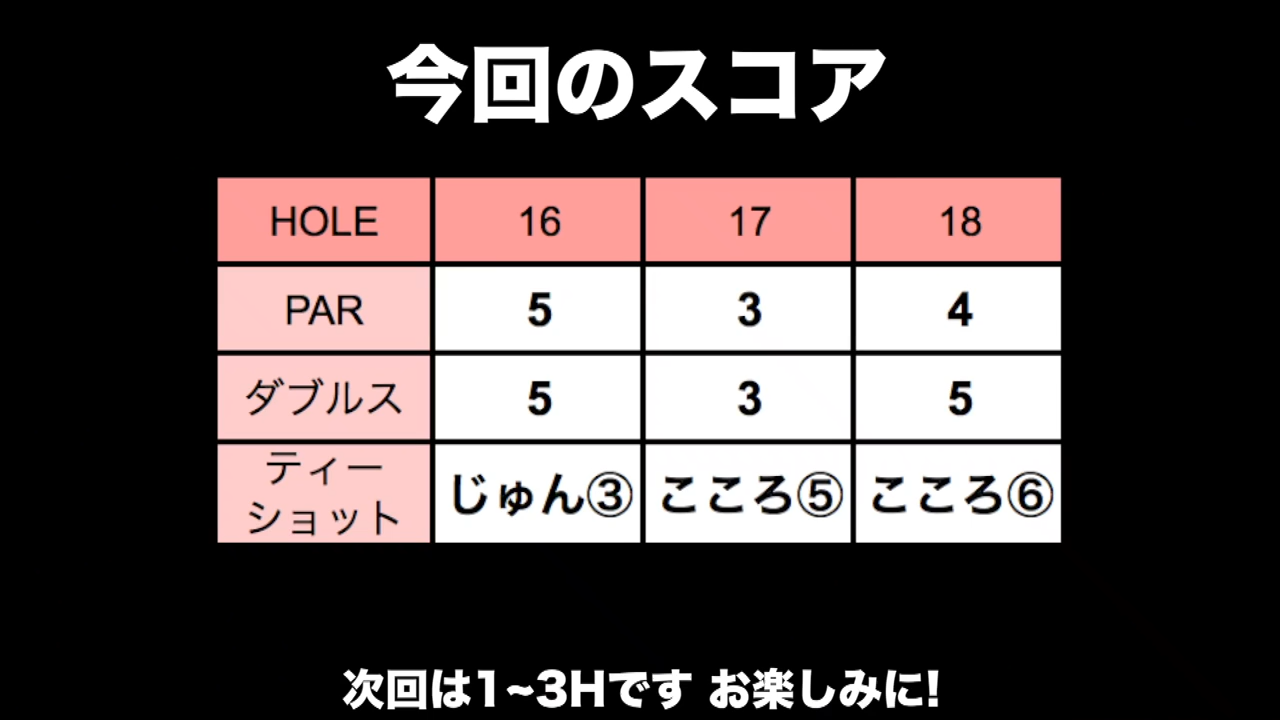 今回のスコア
HOLE 16 17 18
PAR 5 3 4
ダブルス 5 3 5
ティー
ショット じゅん③ こころ⑤ こころ⑥
次回は1~3Hです お楽しみに!